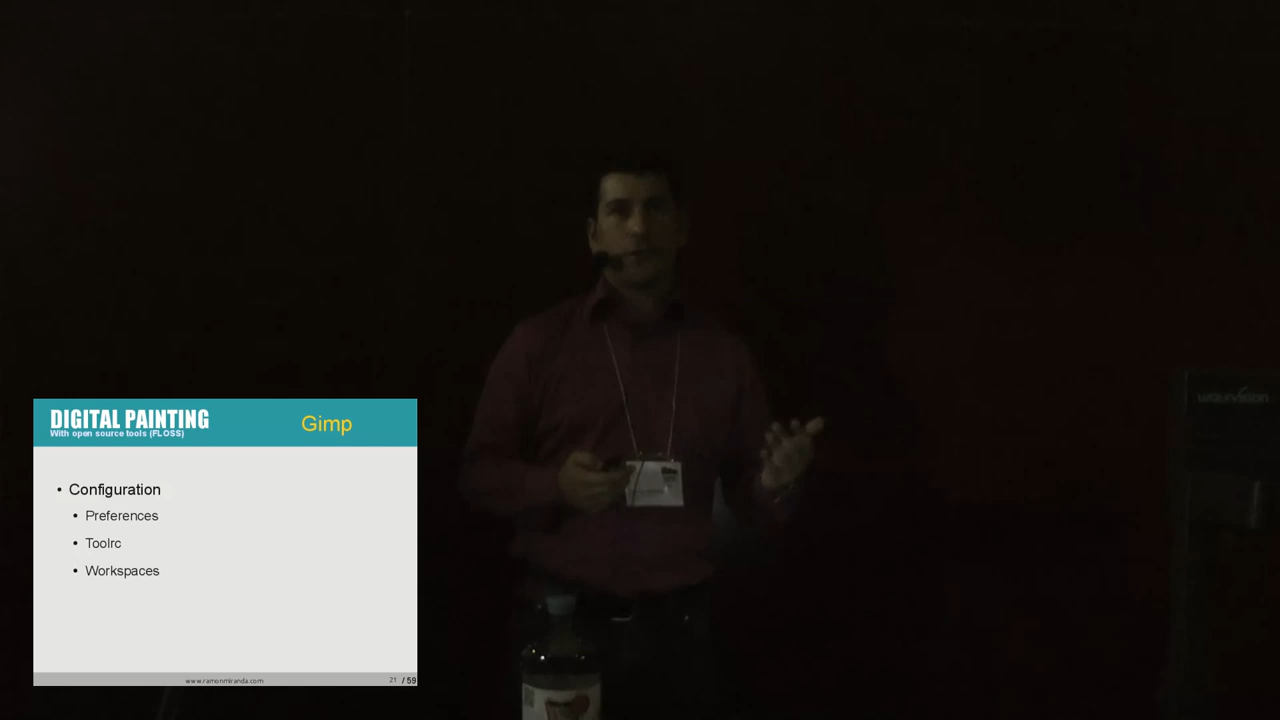 DIGITAL PAINTING
With open source tools (FLOSS)
Gimp
• Configuration
• Preferences
• Toolrc
• Workspaces
www.ramonmiranda.com
21 / 59